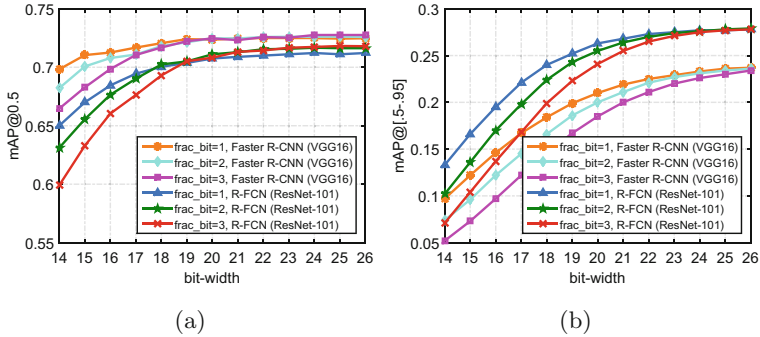 0.75
0.7
0.65
0.6
0.55
mAP@0.5
frac_bit=1, Faster R-CNN (VGG16)
frac_bit=2, Faster R-CNN (VGG16)
frac_bit=3, Faster R-CNN (VGG16)
frac_bit=1, R-FCN (ResNet-101)
frac_bit=2, R-FCN (ResNet-101)
frac_bit=3, R-FCN (ResNet-101)
14 15 16 17 18 19 20 21 22 23 24 25 26
bit-width
(a)
0.3
0.25
0.2
0.15
0.1
0.05
mAP@[.5-.95]
frac_bit=1, Faster R-CNN (VGG16)
frac_bit=2, Faster R-CNN (VGG16)
frac_bit=3, Faster R-CNN (VGG16)
frac_bit=1, R-FCN (ResNet-101)
frac_bit=2, R-FCN (ResNet-101)
frac_bit=3, R-FCN (ResNet-101)
14 15 16 17 18 19 20 21 22 23 24 25 26
bit-width
(b)